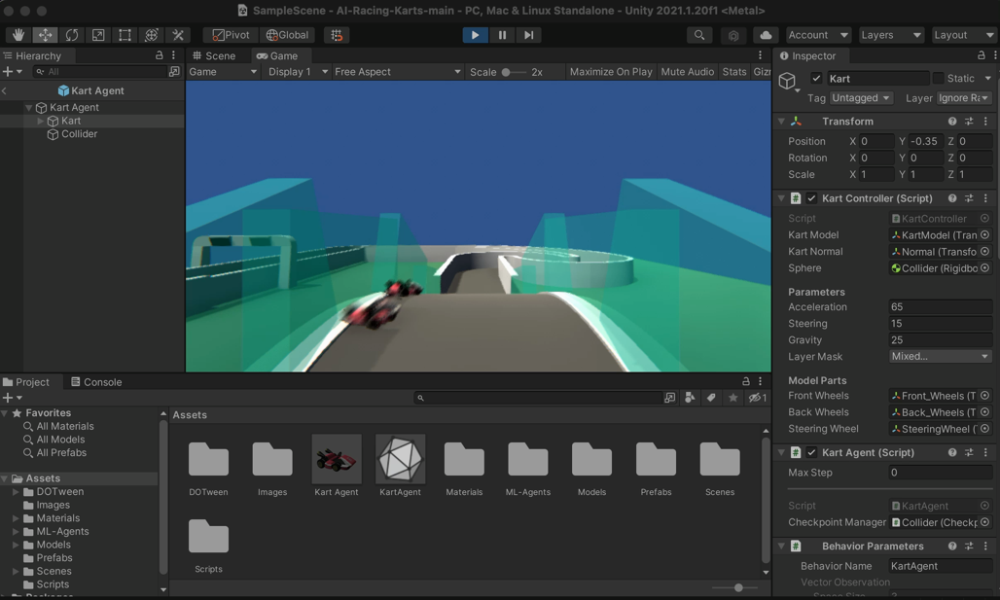 SampleScene - AI-Racing-Karts-main - PC, Mac & Linux Standalone - Unity 2021.1.20f1 <Metal>
Pivot
Global
Account
Layers
Layout
Hierarchy
All
Kart Agent
Kart Agent
Kart
Collider
Scene
Game
Game
Display 1
Free Aspect
Scale
2x
Maximize On Play
Mute Audio
Stats
Giz
Inspector
Kart
Static
Tag
Untagged
Layer
Ignore Ra
Transform
Position
X 0
Y -0.35
Z 0
Rotation
X 0
Y 0
Z 0
Scale
X 1
Y 1
Z 1
Kart Controller (Script)
Script
KartController
Kart Model
KartModel (Tran
Kart Normal
Normal (Transfo
Sphere
Collider (Rigidbo
Parameters
Acceleration
65
Steering
15
Gravity
25
Layer Mask
Mixed...
Model Parts
Front Wheels
Front_Wheels (T
Back Wheels
Back_Wheels (T
Steering Wheel
SteeringWheel (
Kart Agent (Script)
Max Step
0
Script
KartAgent
Checkpoint Manager
Collider (Checkp
Behavior Parameters
Behavior Name
KartAgent
Vector Observation
Project
Console
1
Favorites
All Materials
All Models
All Prefabs
Assets
DOTween
Images
Materials
ML-Agents
Models
Prefabs
Scenes
Scripts
Assets
DOTween
Images
Kart Agent
KartAgent
Materials
ML-Agents
Models
Prefabs
Scenes
Scripts